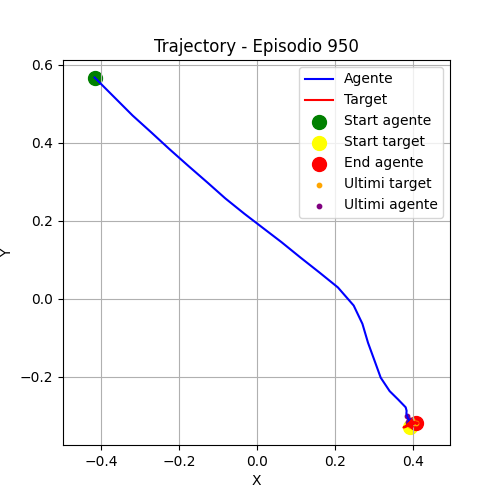 Trajectory - Episodio 950
Agente
Target
Start agente
Start target
End agente
Ultimi target
Ultimi agente
0.6
0.4
0.2
0.0
−0.2
Y
−0.4
−0.2
0.0
0.2
0.4
X